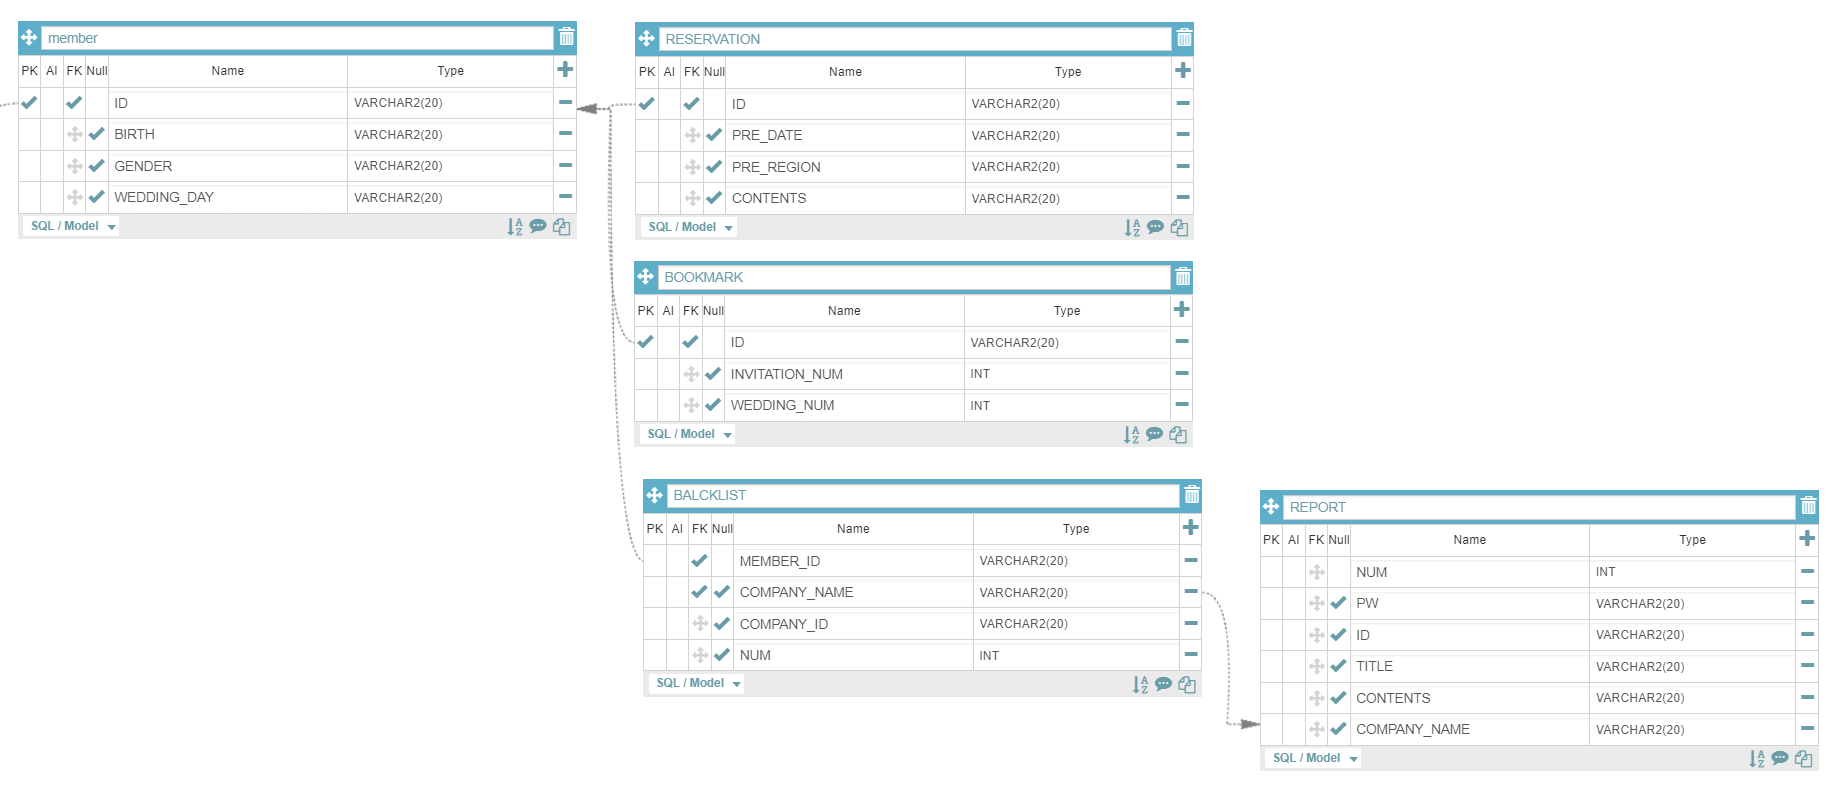 member
PK AI FK Null Name Type
ID VARCHAR2(20)
BIRTH VARCHAR2(20)
GENDER VARCHAR2(20)
WEDDING_DAY VARCHAR2(20)
SQL / Model
RESERVATION
PK AI FK Null Name Type
ID VARCHAR2(20)
PRE_DATE VARCHAR2(20)
PRE_REGION VARCHAR2(20)
CONTENTS VARCHAR2(20)
SQL / Model
BOOKMARK
PK AI FK Null Name Type
ID VARCHAR2(20)
INVITATION_NUM INT
WEDDING_NUM INT
SQL / Model
BALCKLIST
PK AI FK Null Name Type
MEMBER_ID VARCHAR2(20)
COMPANY_NAME VARCHAR2(20)
COMPANY_ID VARCHAR2(20)
NUM INT
SQL / Model
REPORT
PK AI FK Null Name Type
NUM INT
PW VARCHAR2(20)
ID VARCHAR2(20)
TITLE VARCHAR2(20)
CONTENTS VARCHAR2(20)
COMPANY_NAME VARCHAR2(20)
SQL / Model